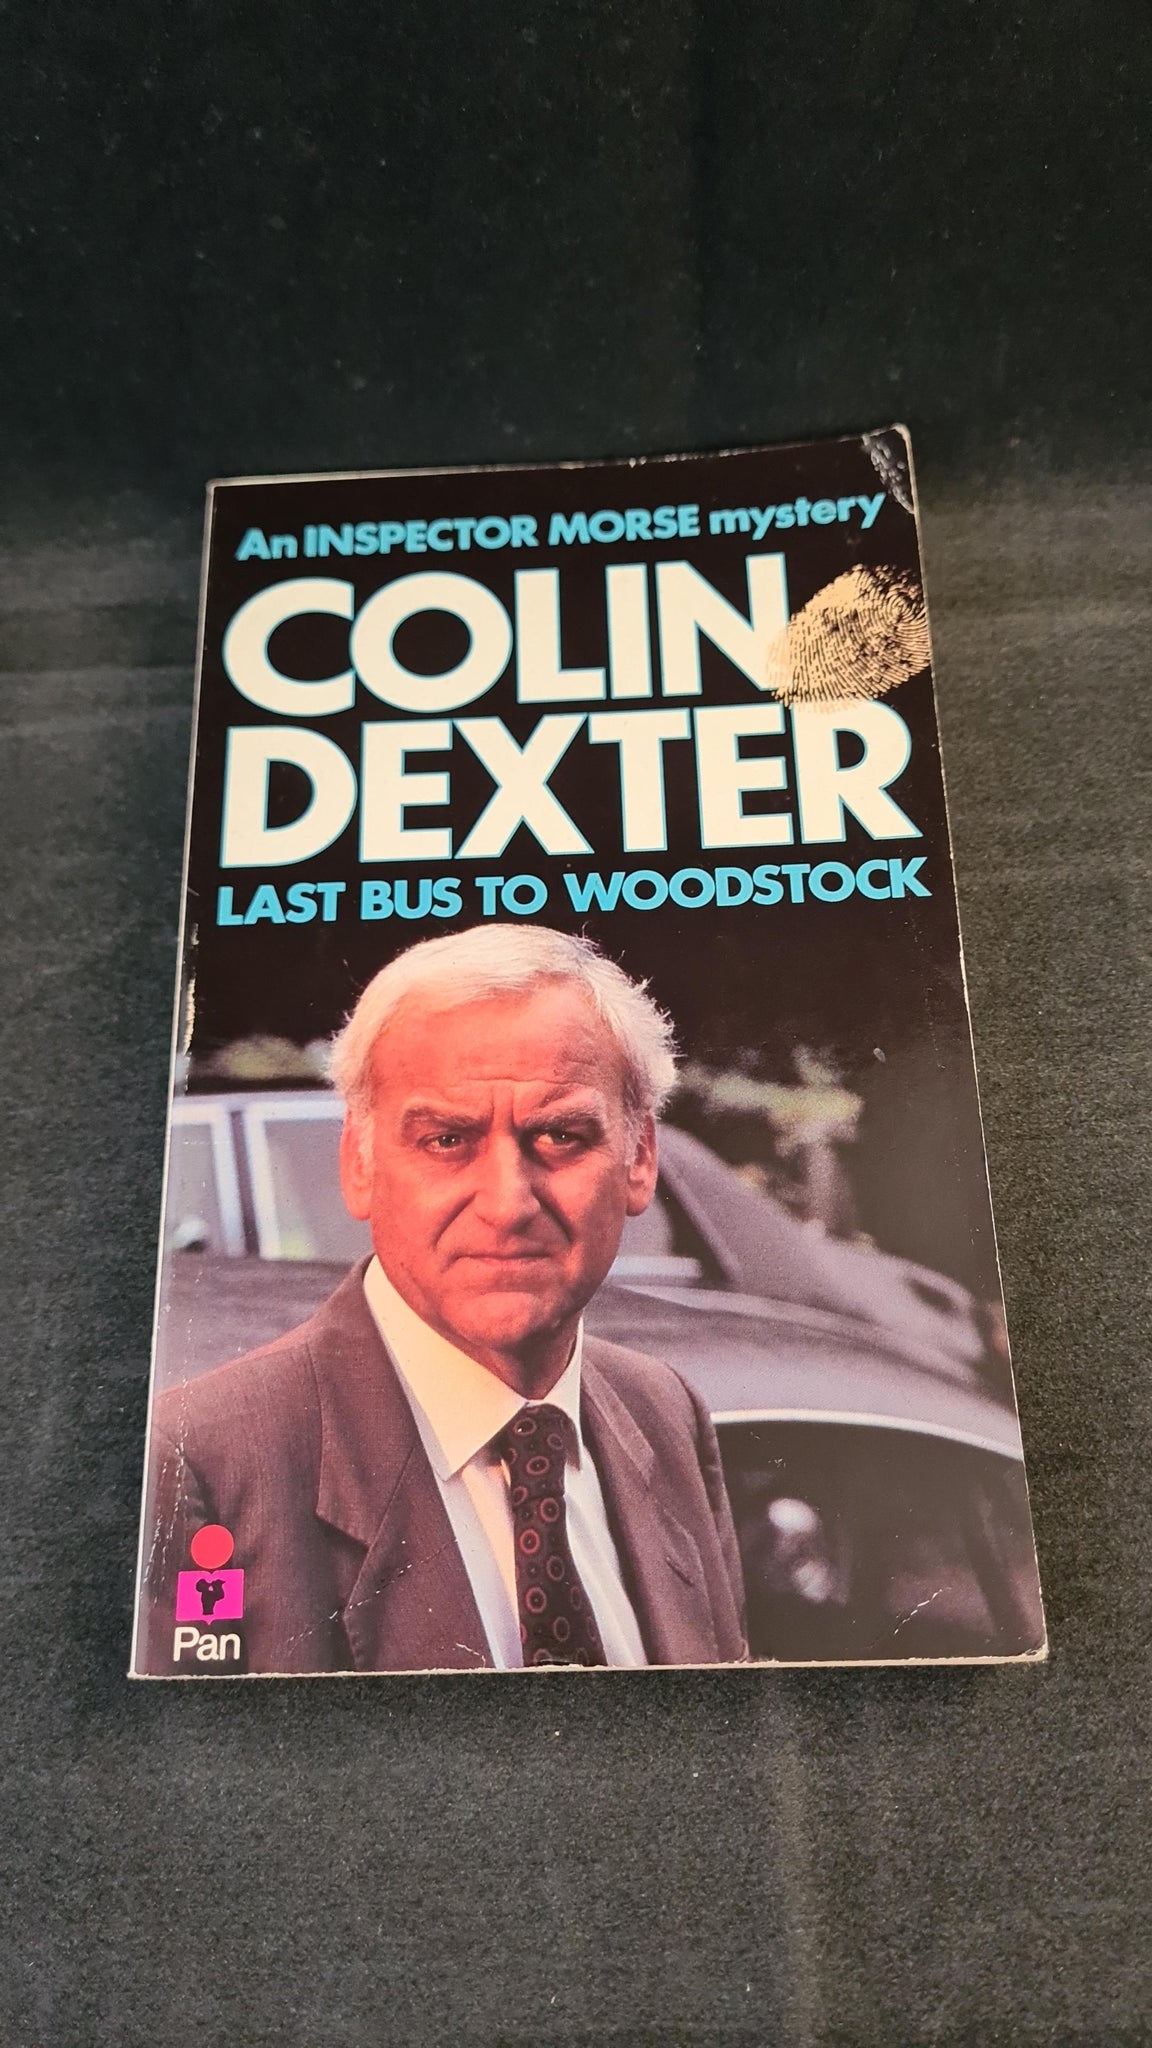 An INSPECTOR MORSE mystery
COLIN
DEXTER
LAST BUS TO WOODSTOCK
Pan